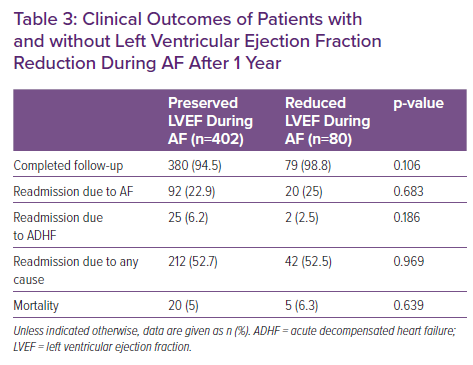 Table 3: Clinical Outcomes of Patients with
and without Left Ventricular Ejection Fraction
Reduction During AF After 1 Year
Preserved LVEF During AF (n=402) Reduced LVEF During AF (n=80) p-value
Completed follow-up 380 (94.5) 79 (98.8) 0.106
Readmission due to AF 92 (22.9) 20 (25) 0.683
Readmission due to ADHF 25 (6.2) 2 (2.5) 0.186
Readmission due to any cause 212 (52.7) 42 (52.5) 0.969
Mortality 20 (5) 5 (6.3) 0.639
Unless indicated otherwise, data are given as n (%). ADHF = acute decompensated heart failure;
LVEF = left ventricular ejection fraction.